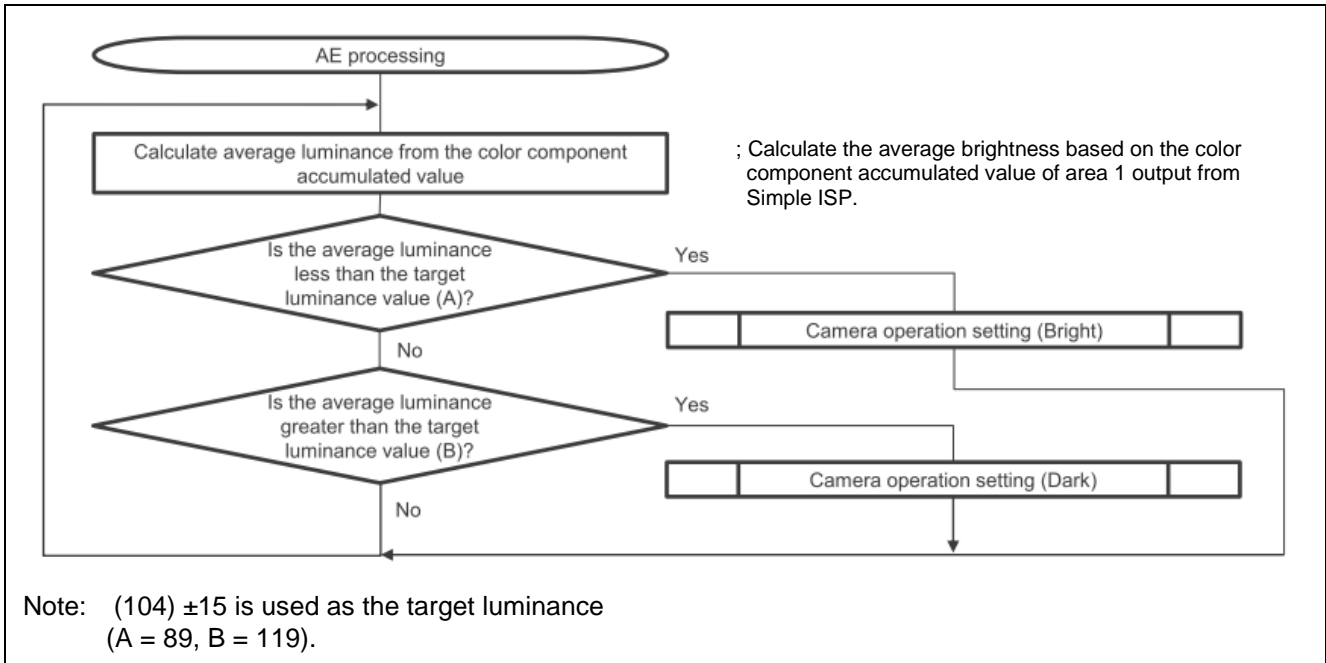 AE processing
Calculate average luminance from the color component
accumulated value
; Calculate the average brightness based on the color
component accumulated value of area 1 output from
Simple ISP.
Is the average luminance
less than the target
luminance value (A)?
Yes
Camera operation setting (Bright)
No
Is the average luminance
greater than the target
luminance value (B)?
Yes
Camera operation setting (Dark)
No
Note: (104) ±15 is used as the target luminance
(A = 89, B = 119).